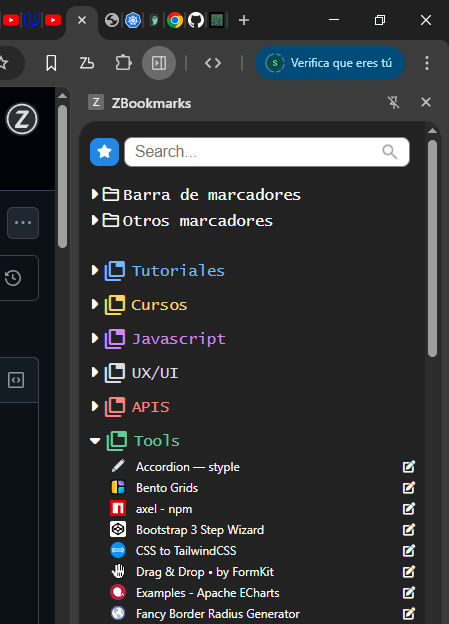 Verifica que eres tú
Z ZBookmarks
Search...
Barra de marcadores
Otros marcadores
Tutoriales
Cursos
Javascript
UX/UI
APIS
Tools
Accordion — styple
Bento Grids
axel - npm
Bootstrap 3 Step Wizard
CSS to TailwindCSS
Drag & Drop • by FormKit
Examples - Apache ECharts
Fancy Border Radius Generator